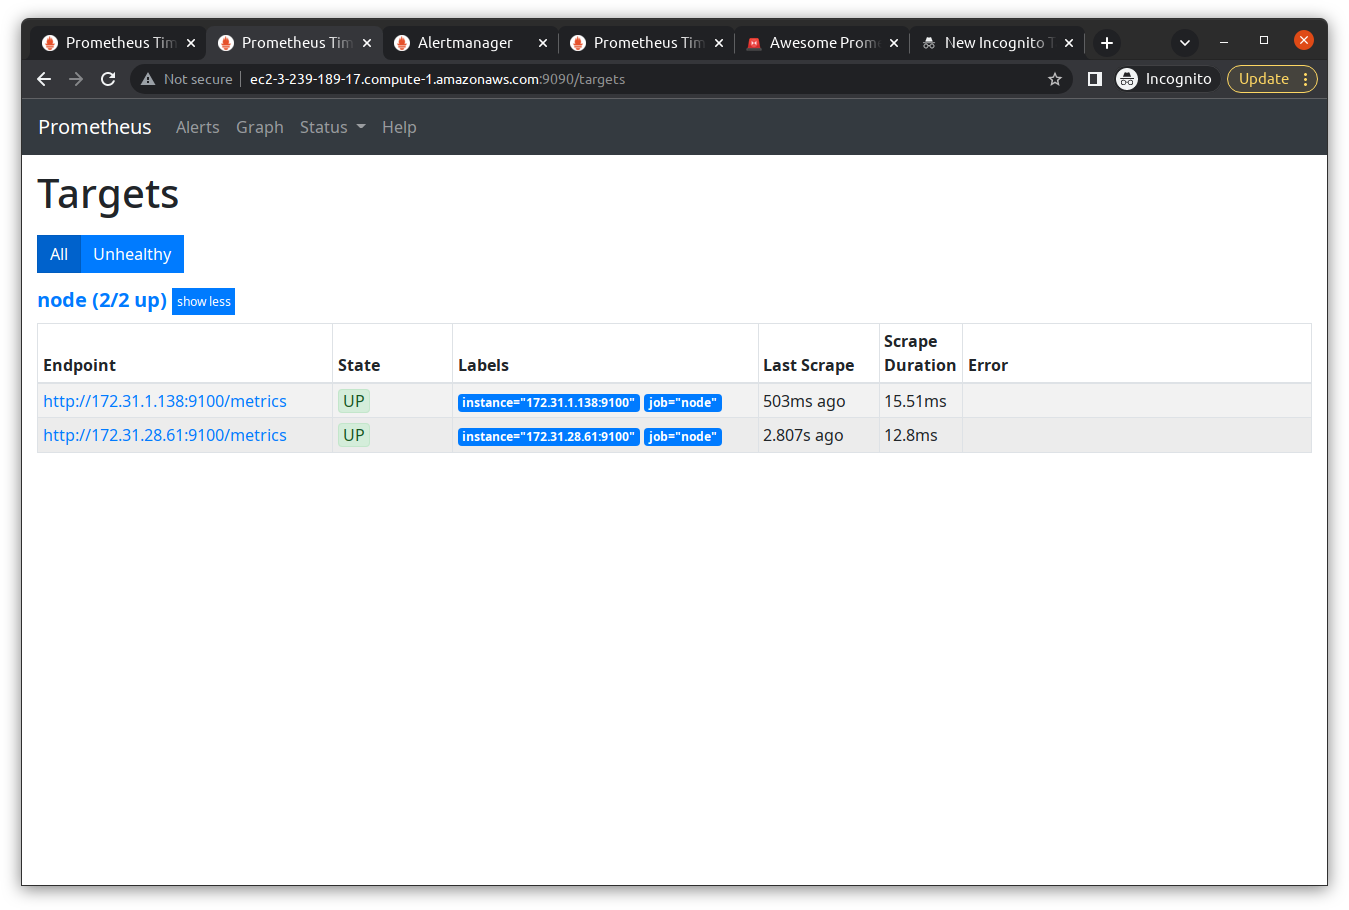 Prometheus Tim
Prometheus Tim
Alertmanager
Prometheus Tim
Awesome Prom
New Incognito T
Not secure ec2-3-239-189-17.compute-1.amazonaws.com:9090/targets Incognito Update
Prometheus Alerts Graph Status Help
Targets
All Unhealthy
node (2/2 up) show less
Endpoint State Labels Last Scrape Scrape Duration Error
http://172.31.1.138:9100/metrics UP instance="172.31.1.138:9100" job="node" 503ms ago 15.51ms
http://172.31.28.61:9100/metrics UP instance="172.31.28.61:9100" job="node" 2.807s ago 12.8ms